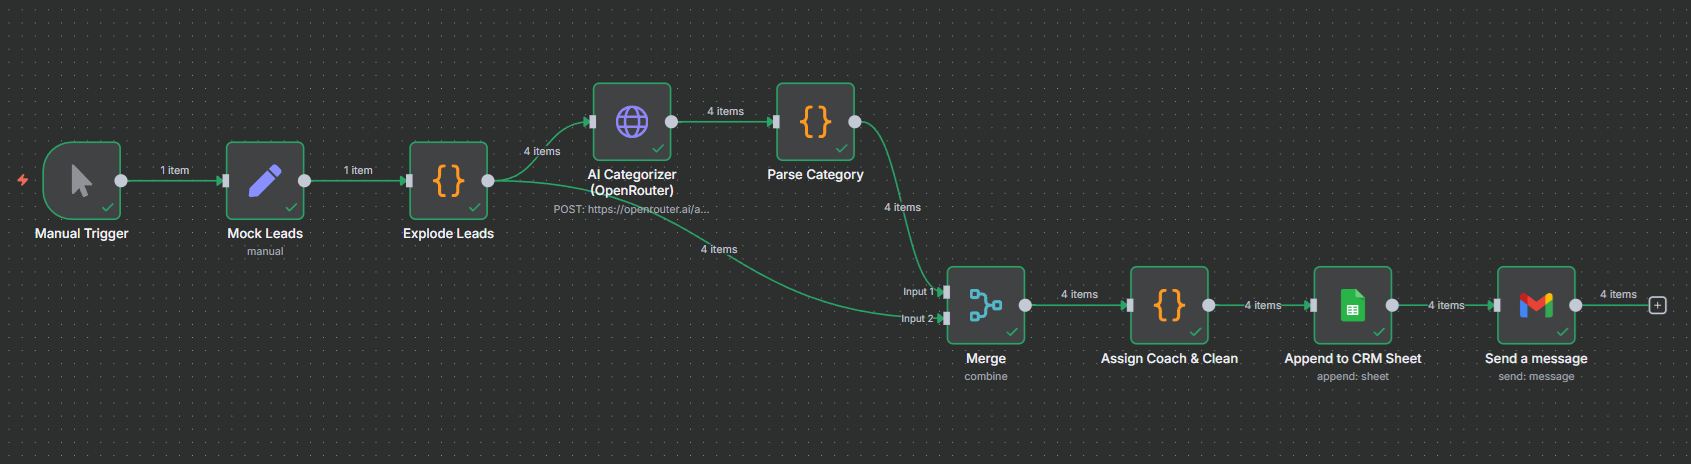 1 item
Manual Trigger
1 item
Mock Leads
manual
Explode Leads
4 items
4 items
AI Categorizer
(OpenRouter)
POST: https://openrouter.ai/a...
4 items
Parse Category
4 items
Input 1
Input 2
Merge
combine
4 items
Assign Coach & Clean
4 items
Append to CRM Sheet
append: sheet
4 items
Send a message
send: message
4 items